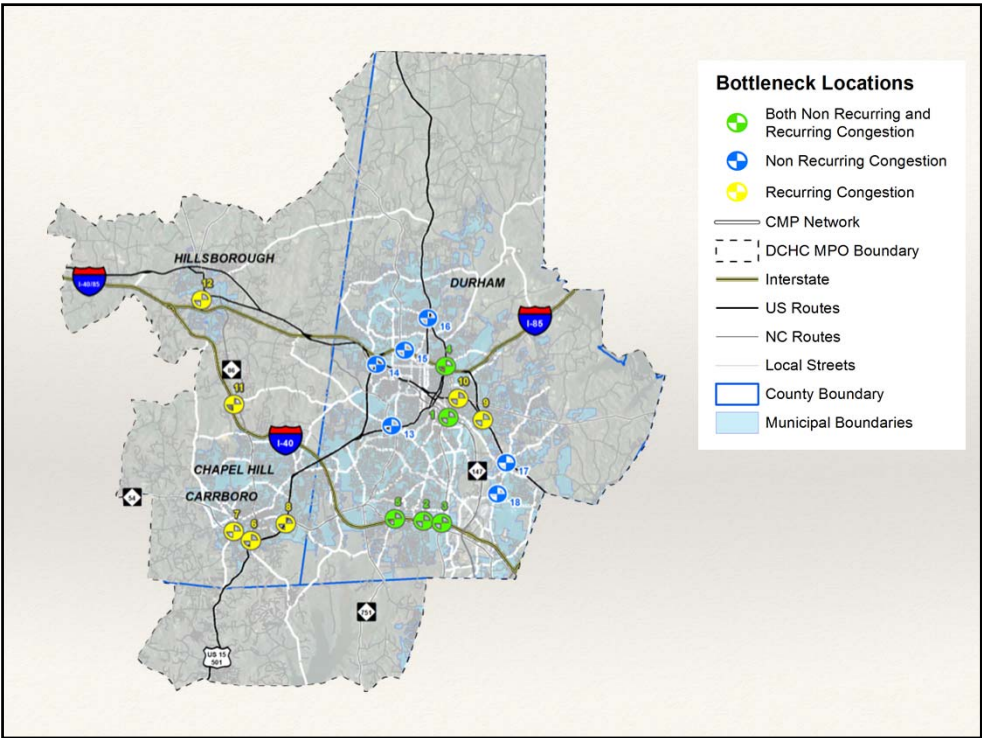 Bottleneck Locations
Both Non Recurring and
Recurring Congestion
Non Recurring Congestion
Recurring Congestion
CMP Network
DCHC MPO Boundary
Interstate
US Routes
NC Routes
Local Streets
County Boundary
Municipal Boundaries
HILLSBOROUGH
DURHAM
I-40/85
12
16
I-85
15
4
14
86
11
10
9
1
13
I-40
CHAPEL HILL
147
17
CARRBORO
54
18
7
8
2
3
751
US 15
501